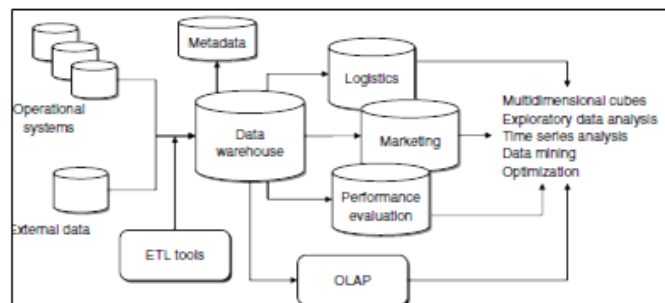 Metadata
Logistics
Operational
systems
Data
warehouse
Marketing
Multidimensional cubes
Exploratory data analysis
Time series analysis
Data mining
Optimization
Performance
evaluation
External data
ETL tools
OLAP